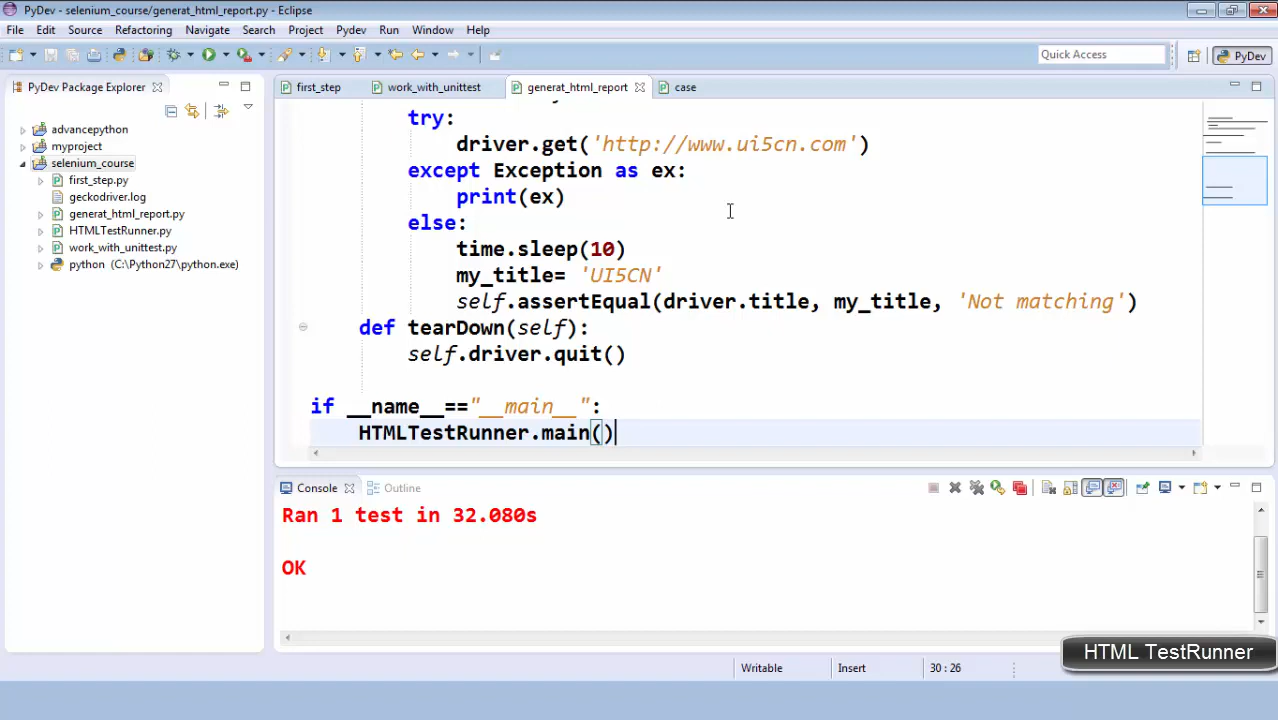 PyDev - selenium_course/generat_html_report.py - Eclipse
File Edit Source Refactoring Navigate Search Project Pydev Run Window Help
Quick Access
PyDev
PyDev Package Explorer
first_step
work_with_unittest
generat_html_report
case
advancepython
myproject
selenium_course
first_step.py
geckodriver.log
generat_html_report.py
HTMLTestRunner.py
work_with_unittest.py
python (C:\Python27\python.exe)
try:
driver.get('http://www.ui5cn.com')
except Exception as ex:
print(ex)
else:
time.sleep(10)
my_title= 'UI5CN'
self.assertEqual(driver.title, my_title, 'Not matching')
def tearDown(self):
self.driver.quit()
if __name__=="__main__":
HTMLTestRunner.main()
Console
Outline
Ran 1 test in 32.080s
OK
HTML TestRunner
Writable
Insert
30 : 26